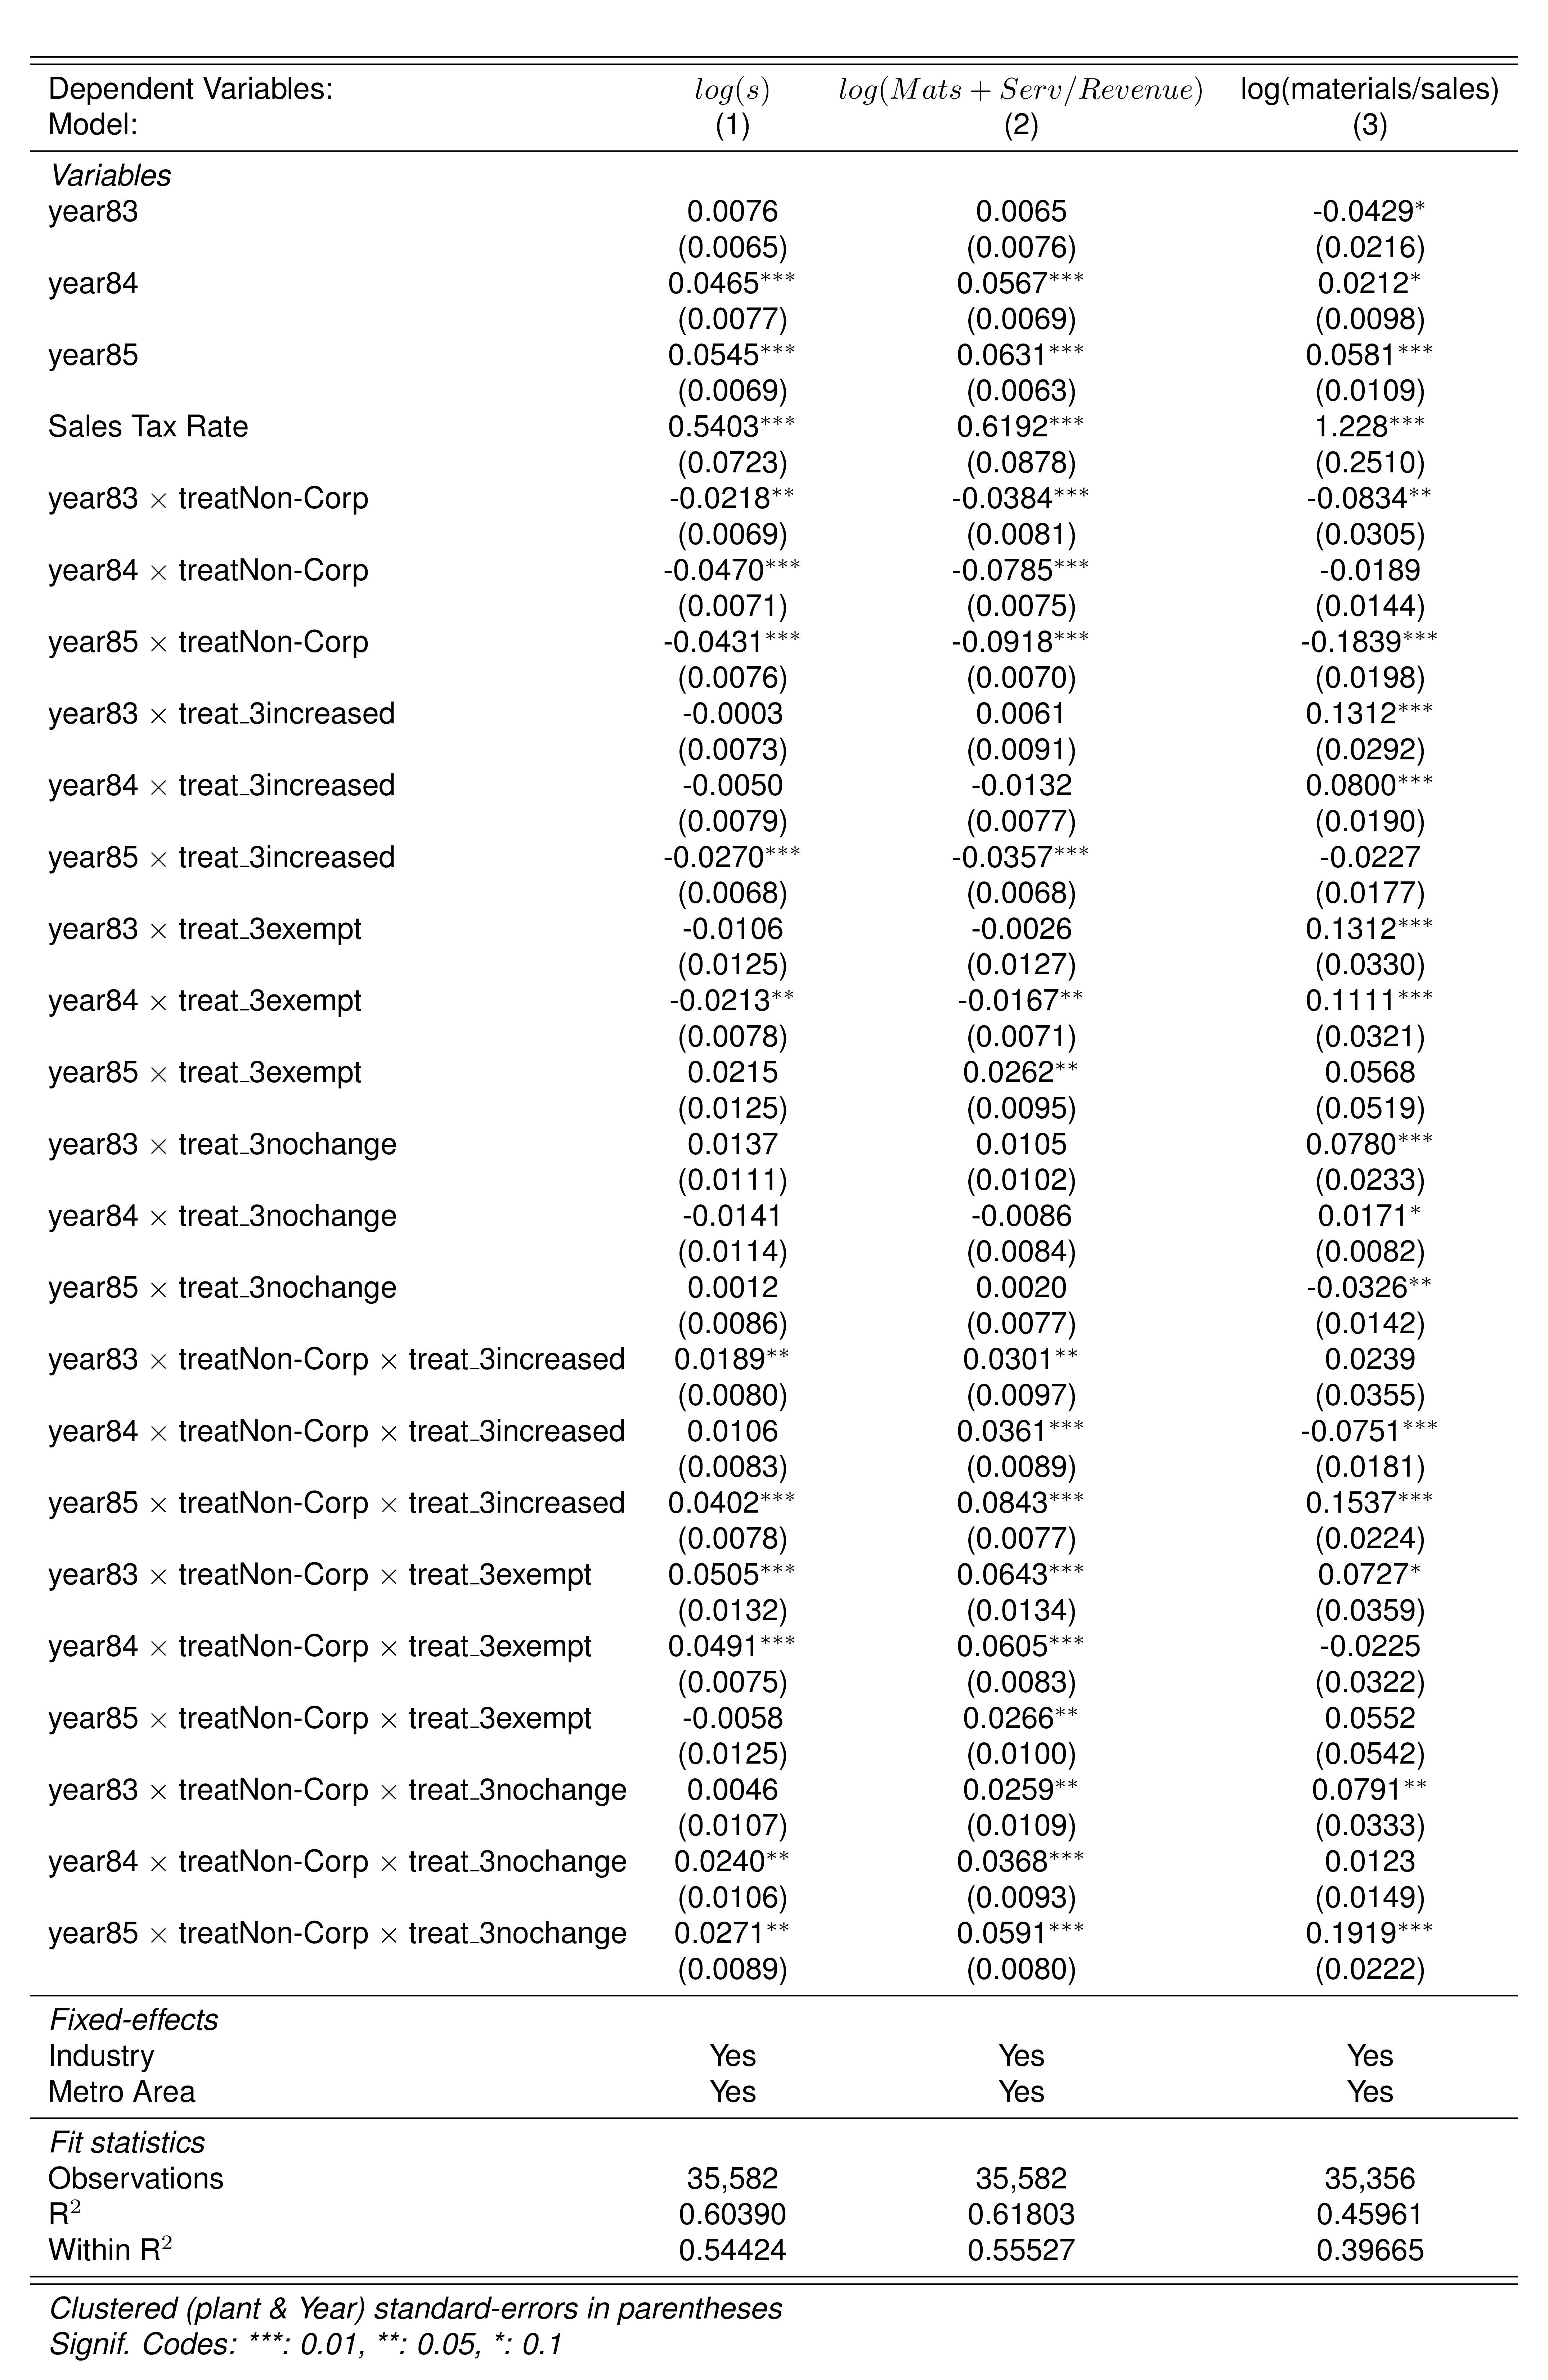 Dependent Variables: log(s) log(Mats + Serv/Revenue) log(materials/sales)
Model: (1) (2) (3)
Variables
year83 0.0076 0.0065 -0.0429*
(0.0065) (0.0076) (0.0216)
year84 0.0465*** 0.0567*** 0.0212*
(0.0077) (0.0069) (0.0098)
year85 0.0545*** 0.0631*** 0.0581***
(0.0069) (0.0063) (0.0109)
Sales Tax Rate 0.5403*** 0.6192*** 1.228***
(0.0723) (0.0878) (0.2510)
year83 × treatNon-Corp -0.0218** -0.0384*** -0.0834**
(0.0069) (0.0081) (0.0305)
year84 × treatNon-Corp -0.0470*** -0.0785*** -0.0189
(0.0071) (0.0075) (0.0144)
year85 × treatNon-Corp -0.0431*** -0.0918*** -0.1839***
(0.0076) (0.0070) (0.0198)
year83 × treat_3increased -0.0003 0.0061 0.1312***
(0.0073) (0.0091) (0.0292)
year84 × treat_3increased -0.0050 -0.0132 0.0800***
(0.0079) (0.0077) (0.0190)
year85 × treat_3increased -0.0270*** -0.0357*** -0.0227
(0.0068) (0.0068) (0.0177)
year83 × treat_3exempt -0.0106 -0.0026 0.1312***
(0.0125) (0.0127) (0.0330)
year84 × treat_3exempt -0.0213** -0.0167** 0.1111***
(0.0078) (0.0071) (0.0321)
year85 × treat_3exempt 0.0215 0.0262** 0.0568
(0.0125) (0.0095) (0.0519)
year83 × treat_3nochange 0.0137 0.0105 0.0780***
(0.0111) (0.0102) (0.0233)
year84 × treat_3nochange -0.0141 -0.0086 0.0171*
(0.0114) (0.0084) (0.0082)
year85 × treat_3nochange 0.0012 0.0020 -0.0326**
(0.0086) (0.0077) (0.0142)
year83 × treatNon-Corp × treat_3increased 0.0189** 0.0301** 0.0239
(0.0080) (0.0097) (0.0355)
year84 × treatNon-Corp × treat_3increased 0.0106 0.0361*** -0.0751***
(0.0083) (0.0089) (0.0181)
year85 × treatNon-Corp × treat_3increased 0.0402*** 0.0843*** 0.1537***
(0.0078) (0.0077) (0.0224)
year83 × treatNon-Corp × treat_3exempt 0.0505*** 0.0643*** 0.0727*
(0.0132) (0.0134) (0.0359)
year84 × treatNon-Corp × treat_3exempt 0.0491*** 0.0605*** -0.0225
(0.0075) (0.0083) (0.0322)
year85 × treatNon-Corp × treat_3exempt -0.0058 0.0266** 0.0552
(0.0125) (0.0100) (0.0542)
year83 × treatNon-Corp × treat_3nochange 0.0046 0.0259** 0.0791**
(0.0107) (0.0109) (0.0333)
year84 × treatNon-Corp × treat_3nochange 0.0240** 0.0368*** 0.0123
(0.0106) (0.0093) (0.0149)
year85 × treatNon-Corp × treat_3nochange 0.0271** 0.0591*** 0.1919***
(0.0089) (0.0080) (0.0222)
Fixed-effects
Industry Yes Yes Yes
Metro Area Yes Yes Yes
Fit statistics
Observations 35,582 35,582 35,356
R² 0.60390 0.61803 0.45961
Within R² 0.54424 0.55527 0.39665
Clustered (plant & Year) standard-errors in parentheses
Signif. Codes: ***: 0.01, **: 0.05, *: 0.1